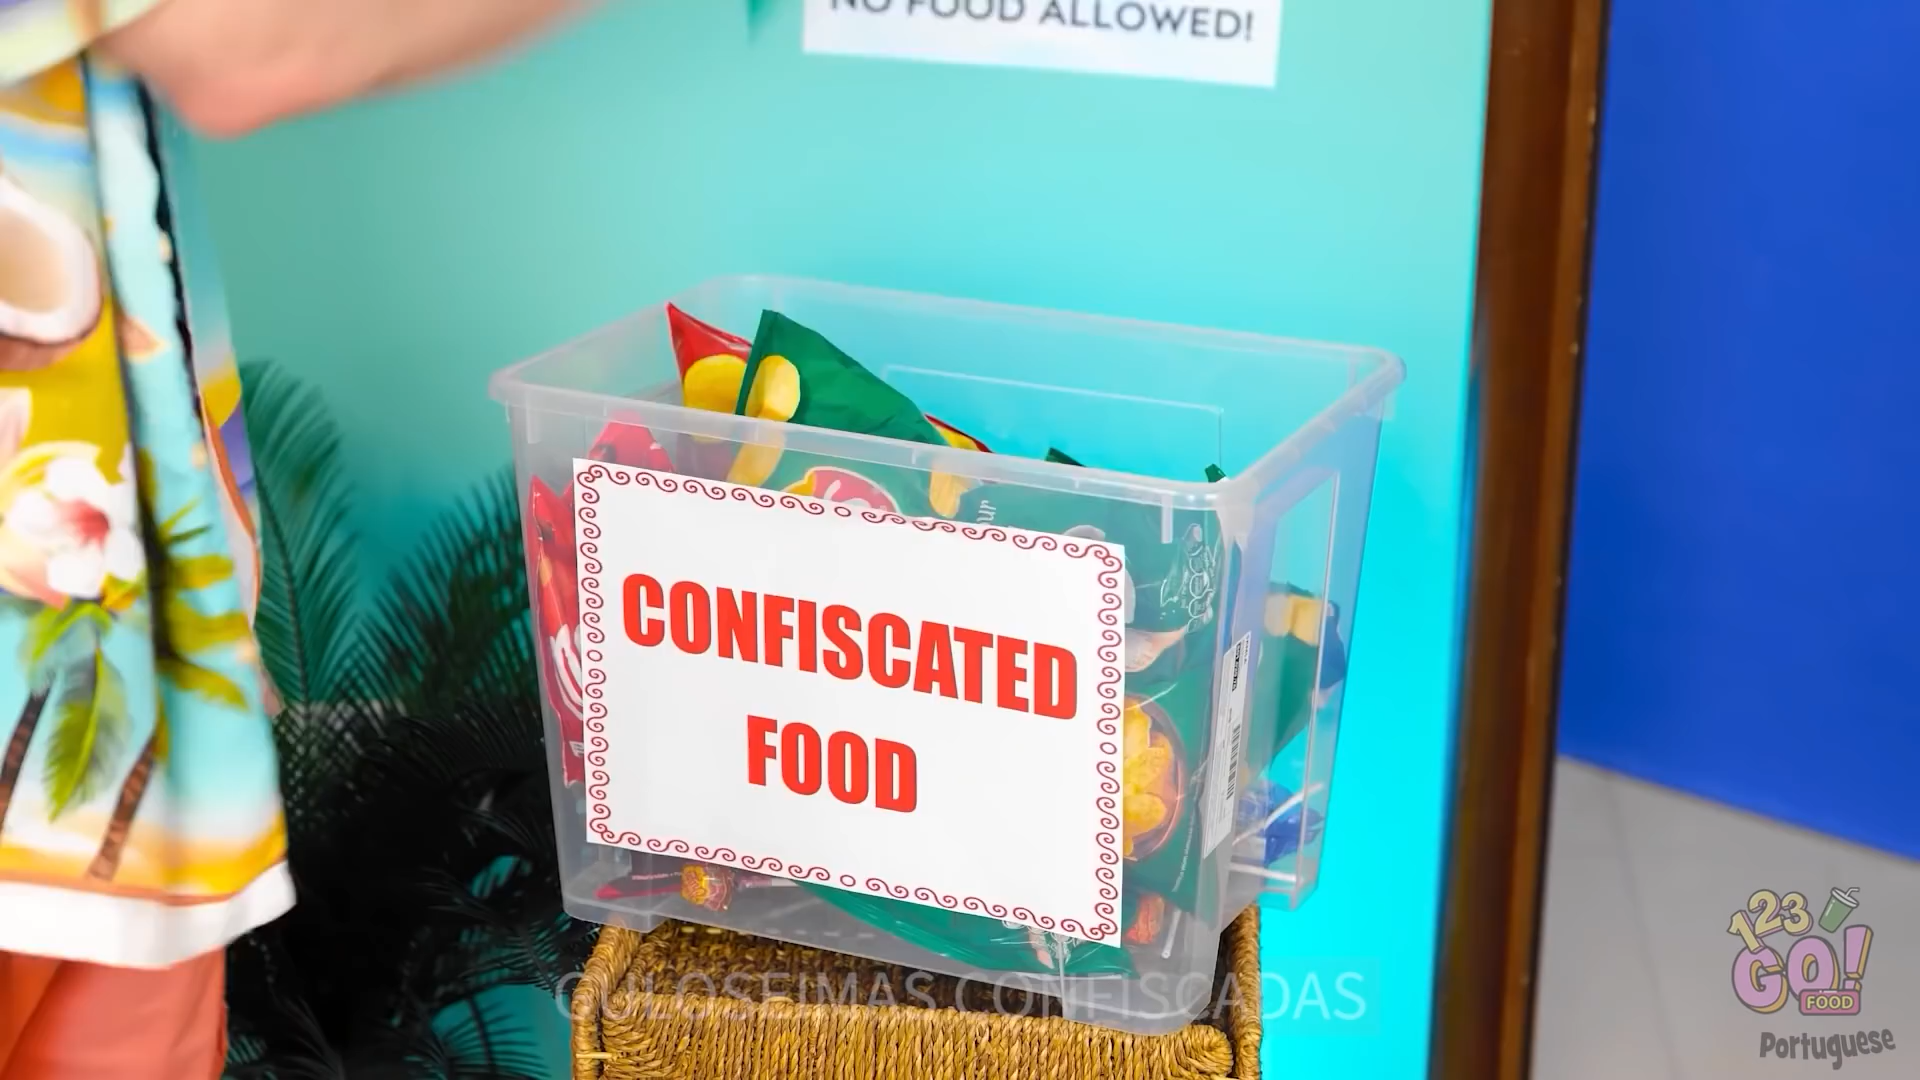 NO FOOD ALLOWED!
CONFISCATED
FOOD
GULOSEIMAS CONFISCADAS
123
GO!
FOOD
Portuguese